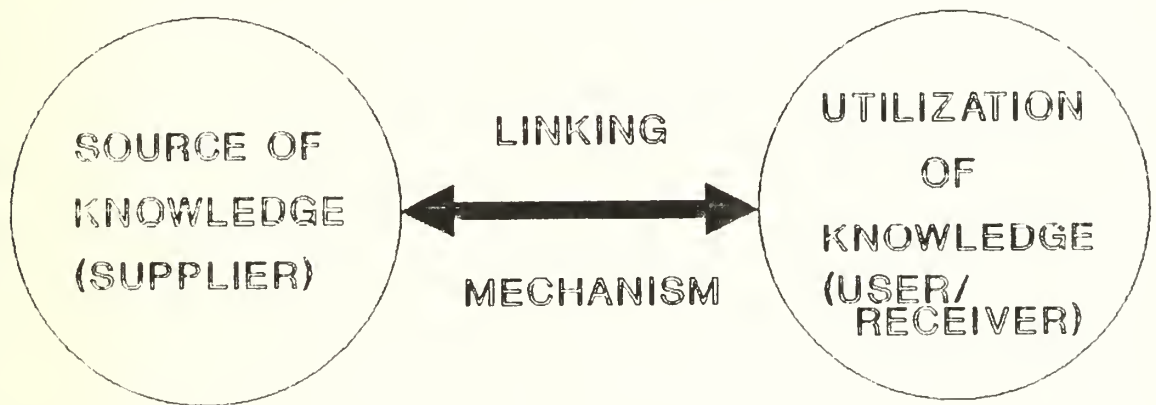 SOURCE OF
KNOWLEDGE
(SUPPLIER)
LINKING
MECHANISM
UTILIZATION
OF
KNOWLEDGE
(USER/
RECEIVER)